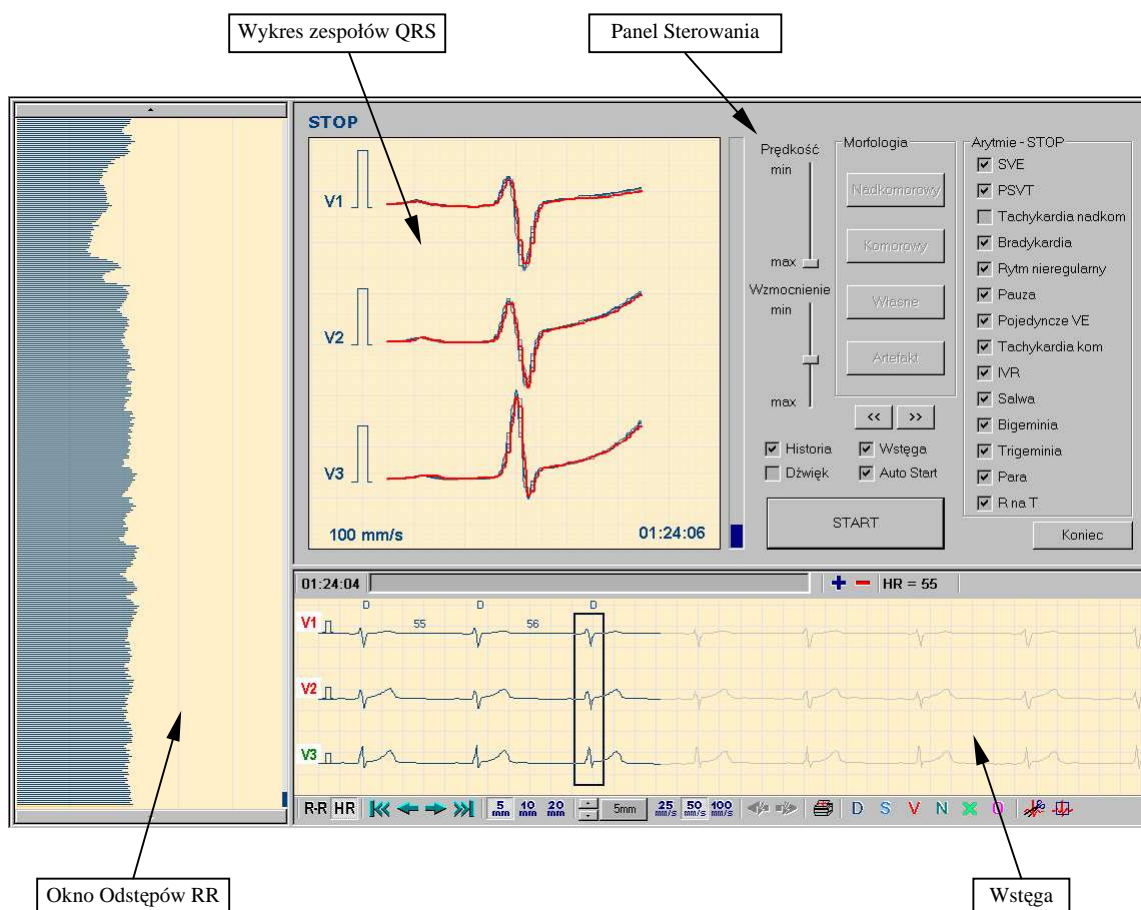 Wykres zespołów QRS
Panel Sterowania
STOP
V1
V2
V3
100 mm/s
01:24:06
Prędkość
min
max
Wzmocnienie
min
max
Morfologia
Nadkomorowy
Komorowy
Własne
Artefakt
<<
>>
Historia
Wstęga
Dźwięk
Auto Start
START
Arytmie - STOP
SVE
PSVT
Tachykardia nadkom
Bradykardia
Rytm nieregularny
Pauza
Pojedyncze VE
Tachykardia kom
IVR
Salwa
Bigeminia
Trigeminia
Para
R na T
Koniec
01:24:04
HR = 55
D D D
V1
55 56
V2
V3
R-R HR
5 mm
10 mm
20 mm
5mm
25 mm/s
50 mm/s
100 mm/s
D S V N
Okno Odstępów RR
Wstęga